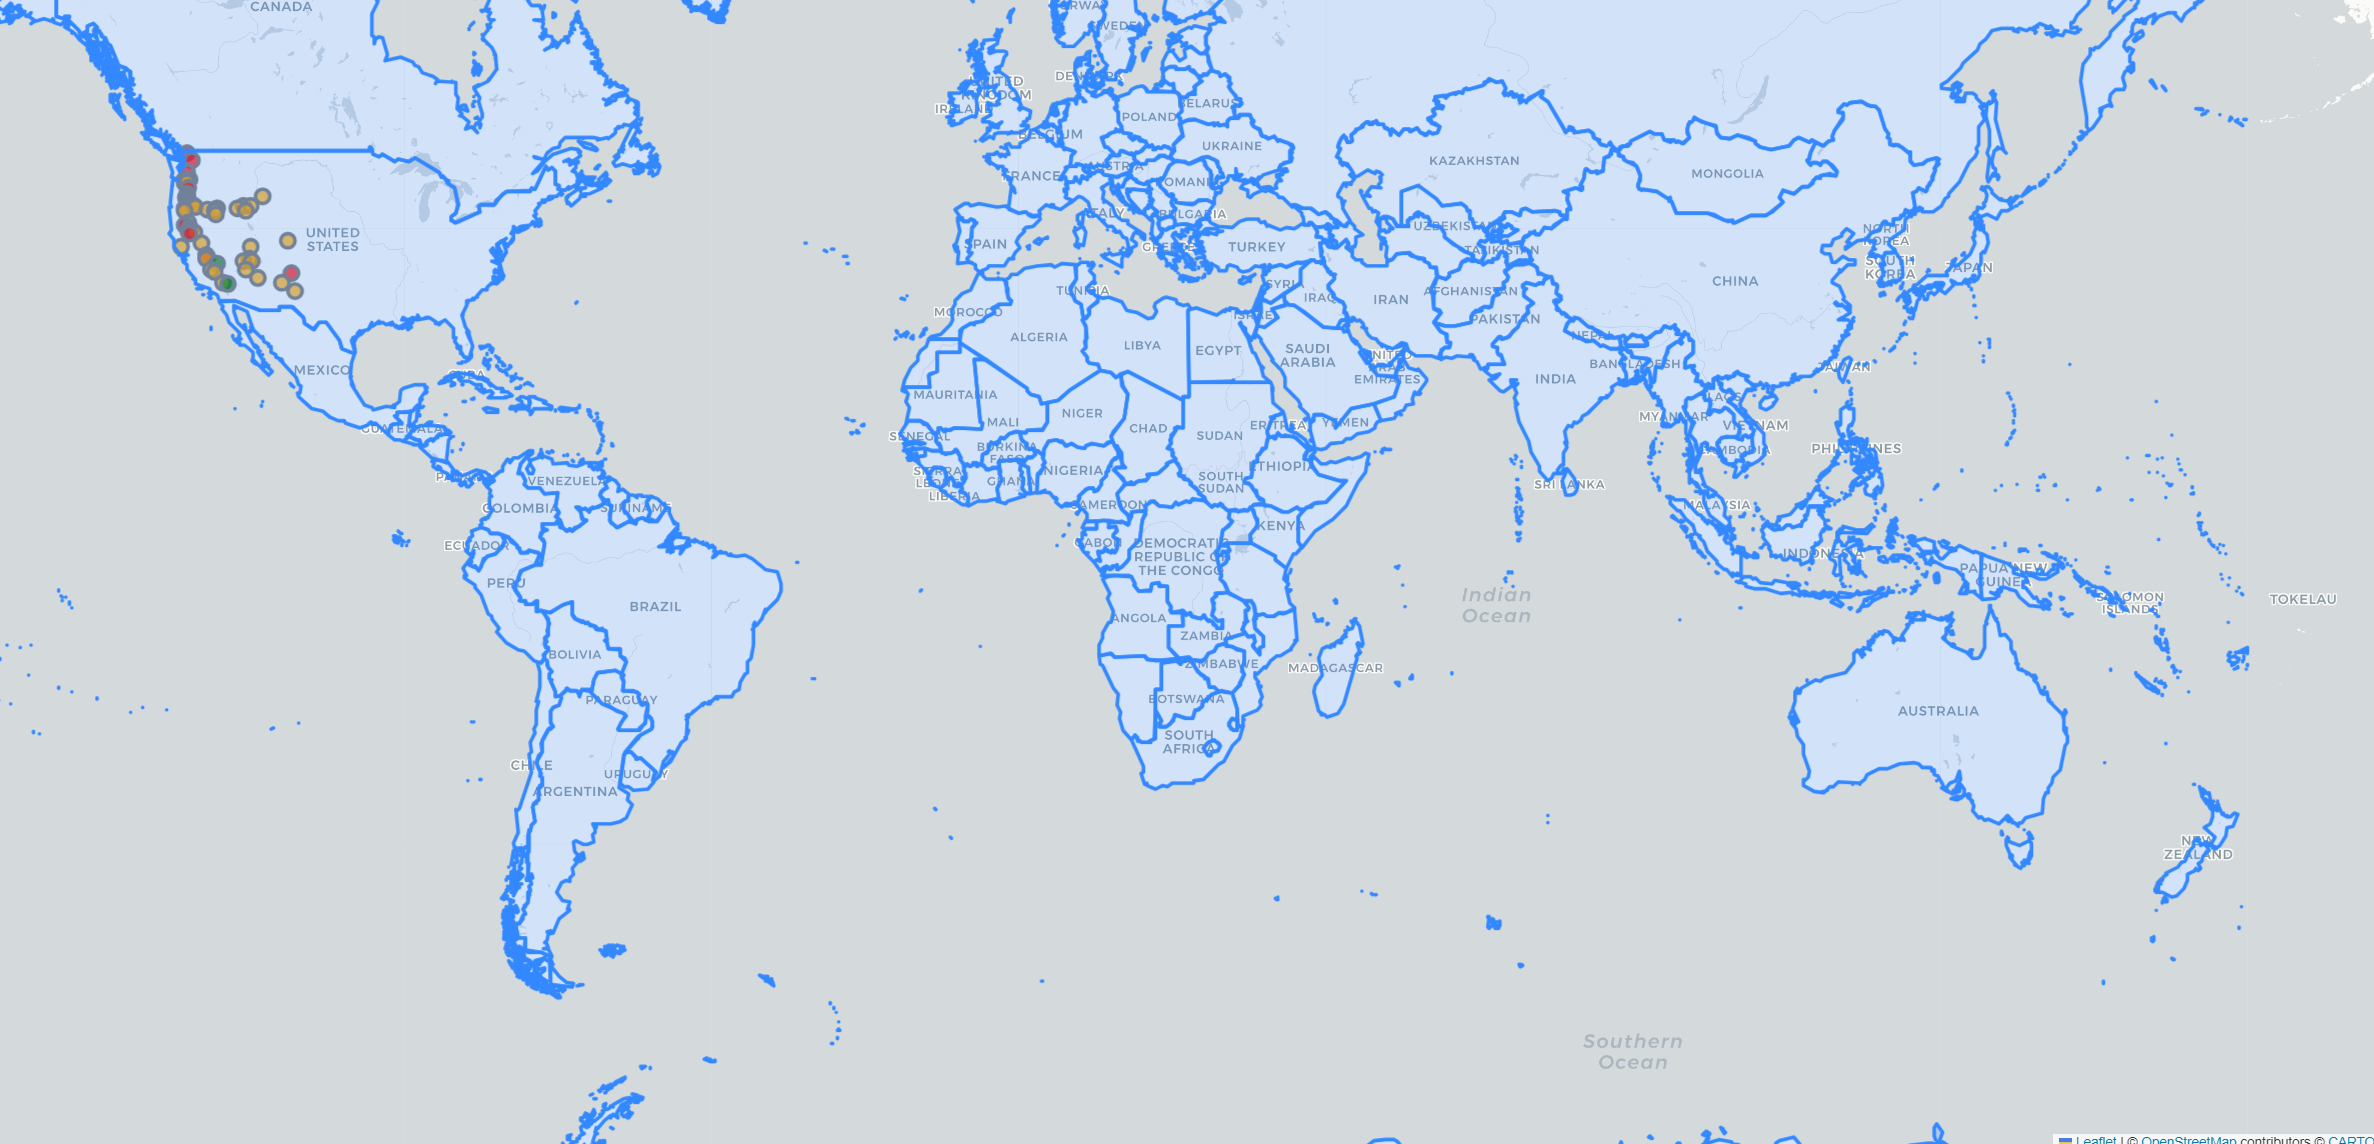 CANADA
UNITED
STATES
MEXICO
CUBA
GUATEMALA
VENEZUELA
COLOMBIA
SURINAME
ECUADOR
PERU
BRAZIL
BOLIVIA
PARAGUAY
CHILE
URUGUAY
ARGENTINA
SWEDEN
DENMARK
UNITED
KINGDOM
IRELAND
BELGIUM
POLAND
BELARUS
UKRAINE
FRANCE
AUSTRIA
ITALY
BULGARIA
SPAIN
GREECE
TURKEY
TUNISIA
MOROCCO
ALGERIA
LIBYA
EGYPT
ISRAEL
SYRIA
IRAQ
IRAN
SAUDI
ARABIA
UNITED
ARAB
EMIRATES
YEMEN
MAURITANIA
MALI
NIGER
CHAD
SUDAN
ERITREA
SENEGAL
BURKINA
FASO
SIERRA
LEONE
LIBERIA
GHANA
NIGERIA
SOUTH
SUDAN
ETHIOPIA
CAMEROON
GABON
DEMOCRATIC
REPUBLIC OF
THE CONGO
KENYA
ANGOLA
ZAMBIA
ZIMBABWE
MADAGASCAR
BOTSWANA
SOUTH
AFRICA
KAZAKHSTAN
UZBEKISTAN
TAJIKISTAN
AFGHANISTAN
PAKISTAN
NEPAL
BANGLADESH
INDIA
SRI LANKA
MONGOLIA
CHINA
NORTH
KOREA
SOUTH
KOREA
JAPAN
TAIWAN
MYANMAR
LAOS
VIETNAM
CAMBODIA
PHILIPPINES
MALAYSIA
INDONESIA
PAPUA NEW
GUINEA
SOLOMON
ISLANDS
TOKELAU
Indian
Ocean
AUSTRALIA
NEW
ZEALAND
Southern
Ocean
Leaflet | © OpenStreetMap contributors © CARTO